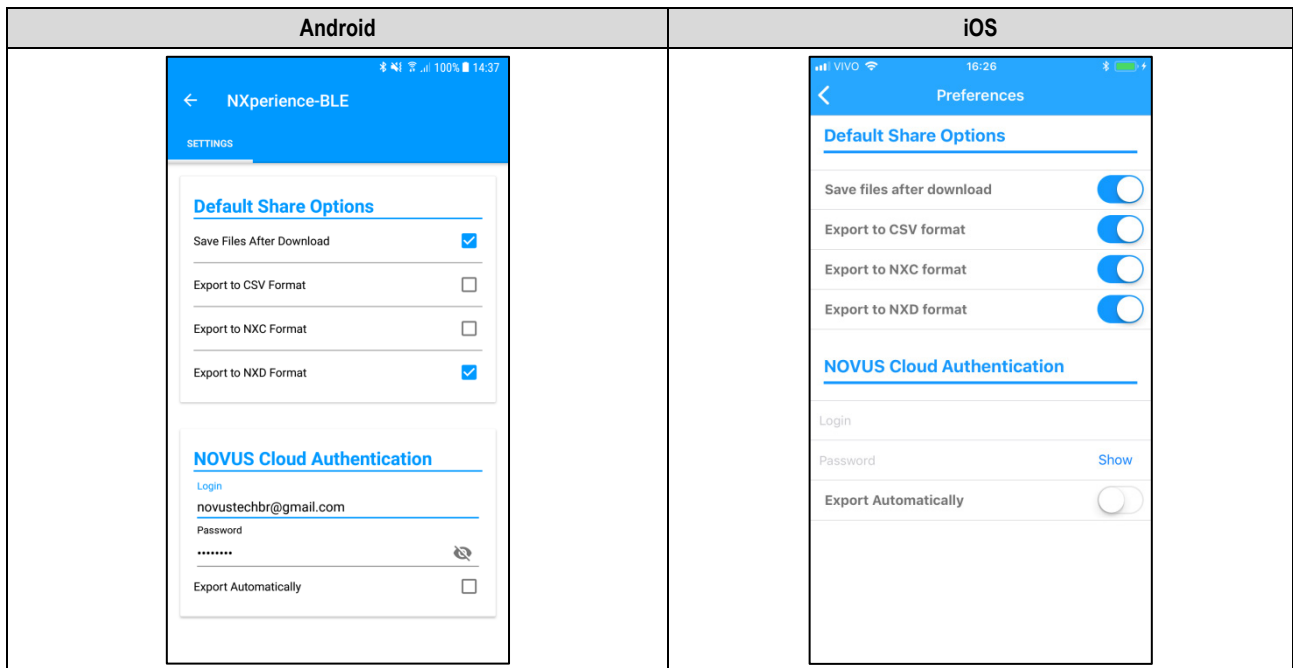 Android
iOS
100% 14:37
NXperience-BLE
SETTINGS
Default Share Options
Save Files After Download
Export to CSV Format
Export to NXC Format
Export to NXD Format
NOVUS Cloud Authentication
Login
novustechbr@gmail.com
Password
••••••••
Export Automatically
VIVO 16:26
Preferences
Default Share Options
Save files after download
Export to CSV format
Export to NXC format
Export to NXD format
NOVUS Cloud Authentication
Login
Password Show
Export Automatically